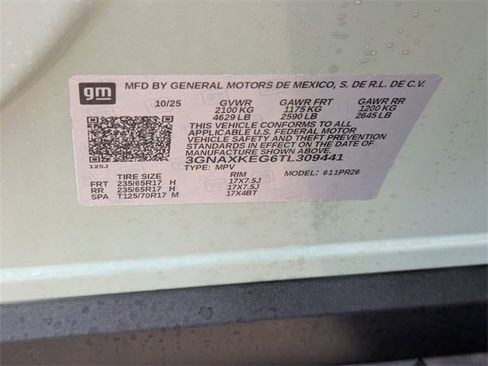 gm
MFD BY GENERAL MOTORS DE MEXICO, S. DE R.L. DE C.V.
10/25 GVWR GAWR FRT GAWR RR
2100 KG 1175 KG 1200 KG
4629 LB 2590 LB 2645 LB
THIS VEHICLE CONFORMS TO ALL
APPLICABLE U.S. FEDERAL MOTOR
VEHICLE SAFETY AND THEFT PREVENTION
STANDARDS IN EFFECT ON THE DATE OF
MANUFACTURE SHOWN ABOVE.
3GNAXKEG6TL309441
125J
TYPE: MPV MODEL: 611PR26
TIRE SIZE RIM
FRT 235/65R17 H 17X7.5J
RR 235/65R17 H 17X7.5J
SPA T125/70R17 M 17X4BT